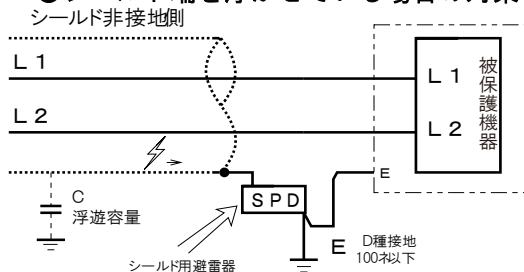 シールド非接地側
L1
L1
L2
L2
被保護機器
E
C
浮遊容量
SPD
E
D種接地
100Ω以下
シールド用避雷器